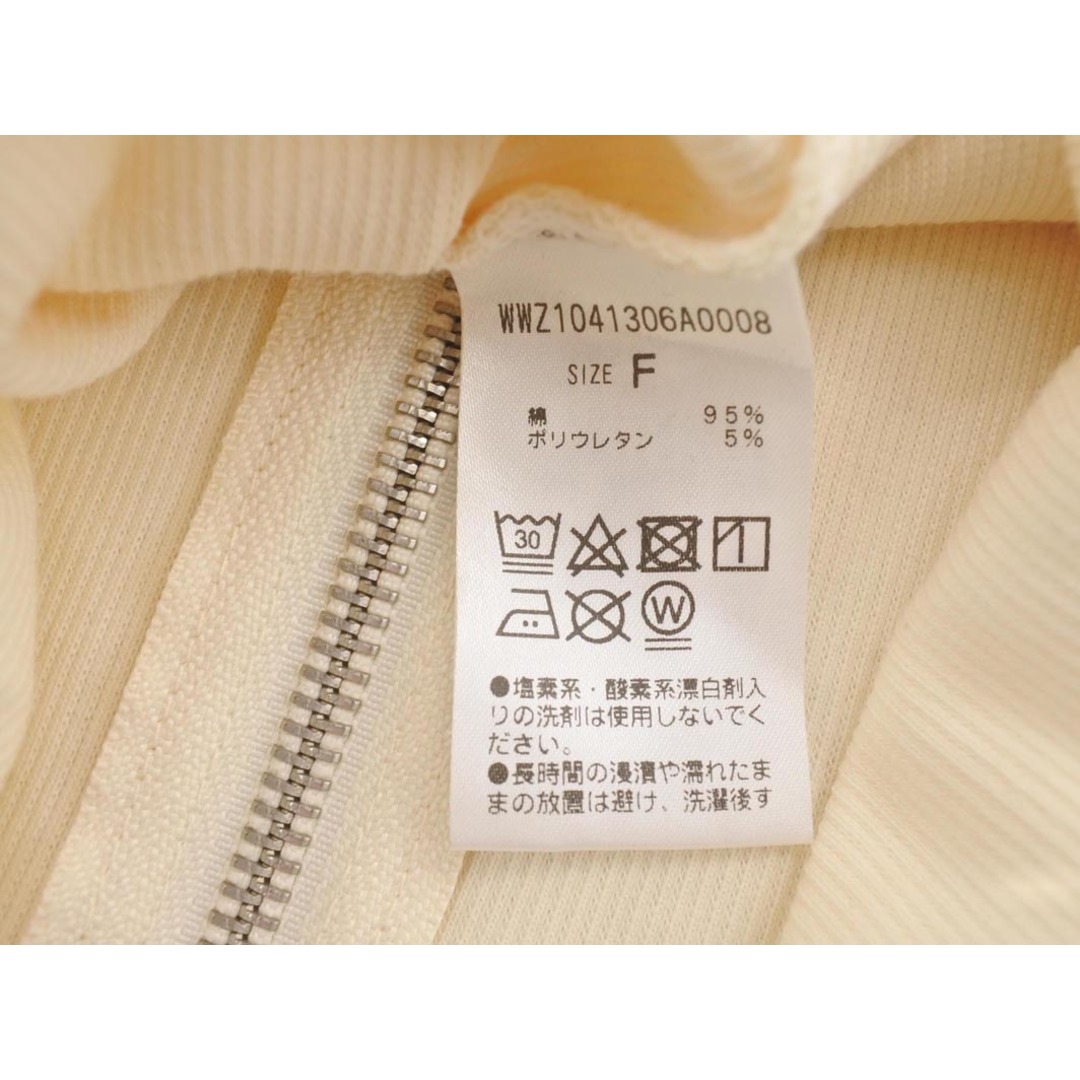 WWZ1041306A0008
SIZE F
綿 95%
ポリウレタン 5%
30
W
●塩素系・酸素系漂白剤入
りの洗剤は使用しないでく
ださい。
●長時間の浸漬や濡れたま
まの放置は避け、洗濯後す